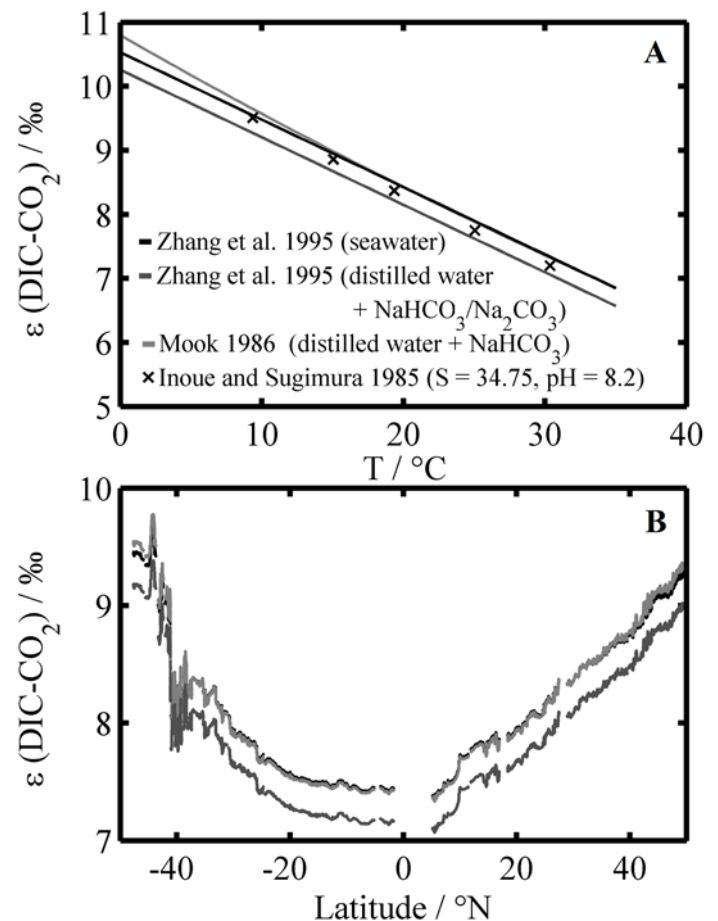 11
10
9
8
7
6
5
ε (DIC-CO₂) / ‰
A
Zhang et al. 1995 (seawater)
Zhang et al. 1995 (distilled water
+ NaHCO₃/Na₂CO₃)
Mook 1986 (distilled water + NaHCO₃)
Inoue and Sugimura 1985 (S = 34.75, pH = 8.2)
0 10 20 30 40
T / °C
10
9
8
7
ε (DIC-CO₂) / ‰
B
-40 -20 0 20 40
Latitude / °N